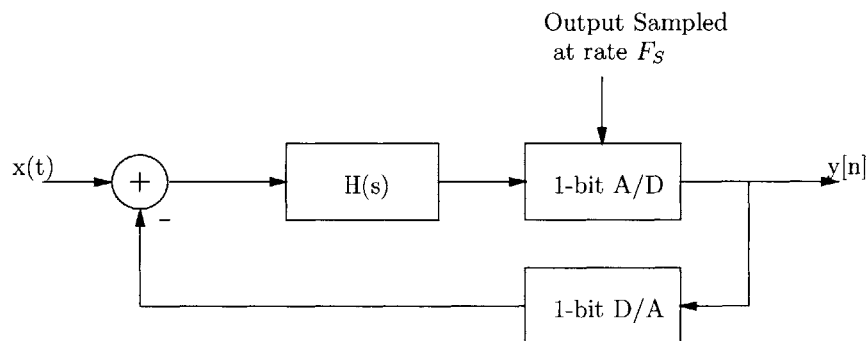 Output Sampled
at rate F_S
x(t)
+
H(s)
1-bit A/D
y[n]
−
1-bit D/A